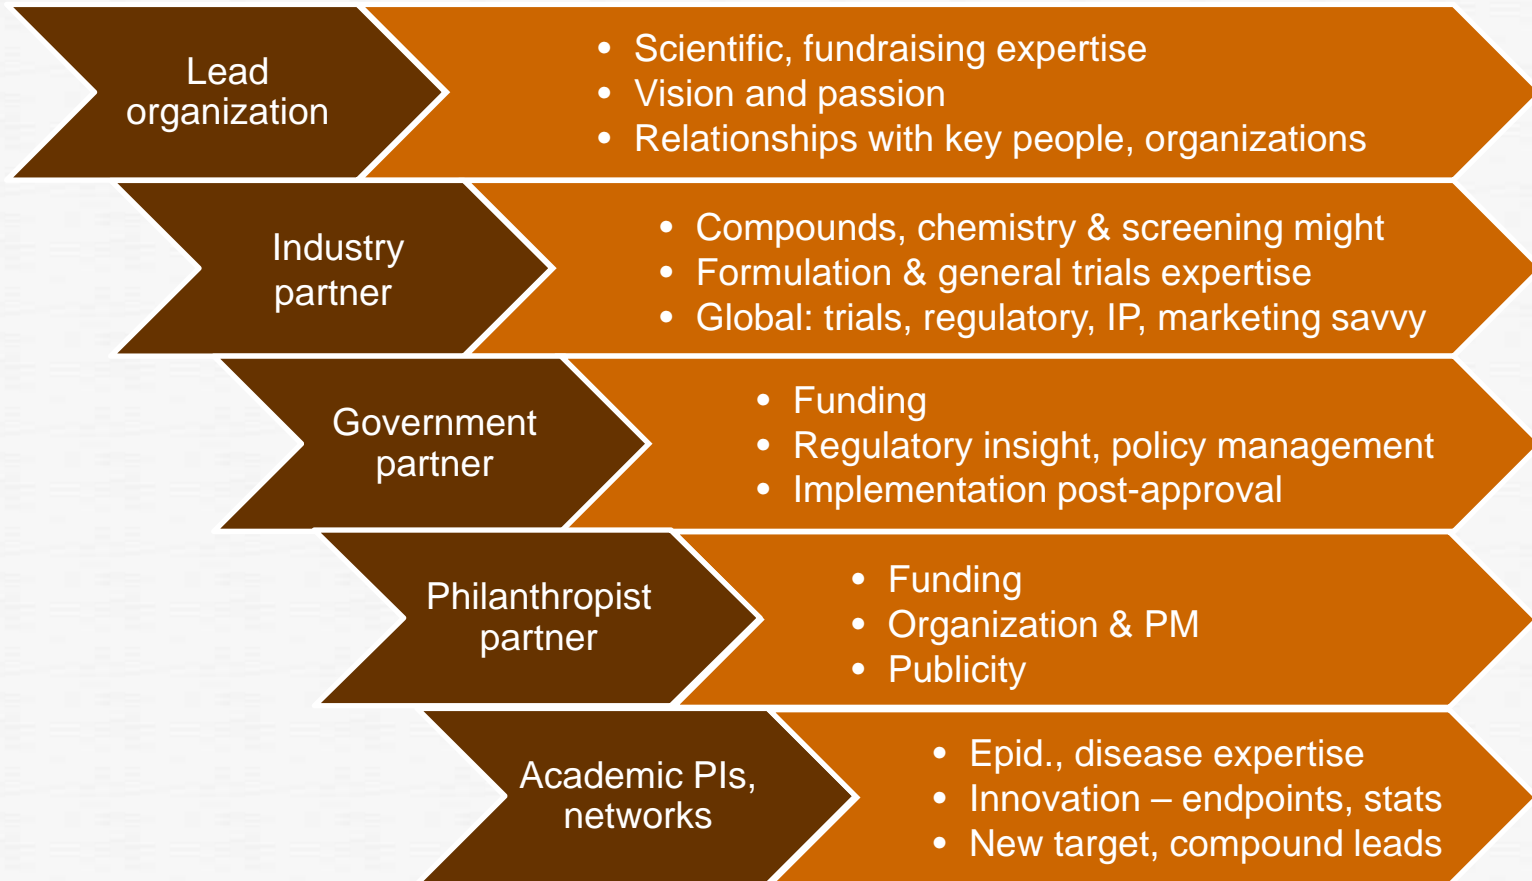 Lead
organization
• Scientific, fundraising expertise
• Vision and passion
• Relationships with key people, organizations
Industry
partner
• Compounds, chemistry & screening might
• Formulation & general trials expertise
• Global: trials, regulatory, IP, marketing savvy
Government
partner
• Funding
• Regulatory insight, policy management
• Implementation post-approval
Philanthropist
partner
• Funding
• Organization & PM
• Publicity
Academic PIs,
networks
• Epid., disease expertise
• Innovation – endpoints, stats
• New target, compound leads